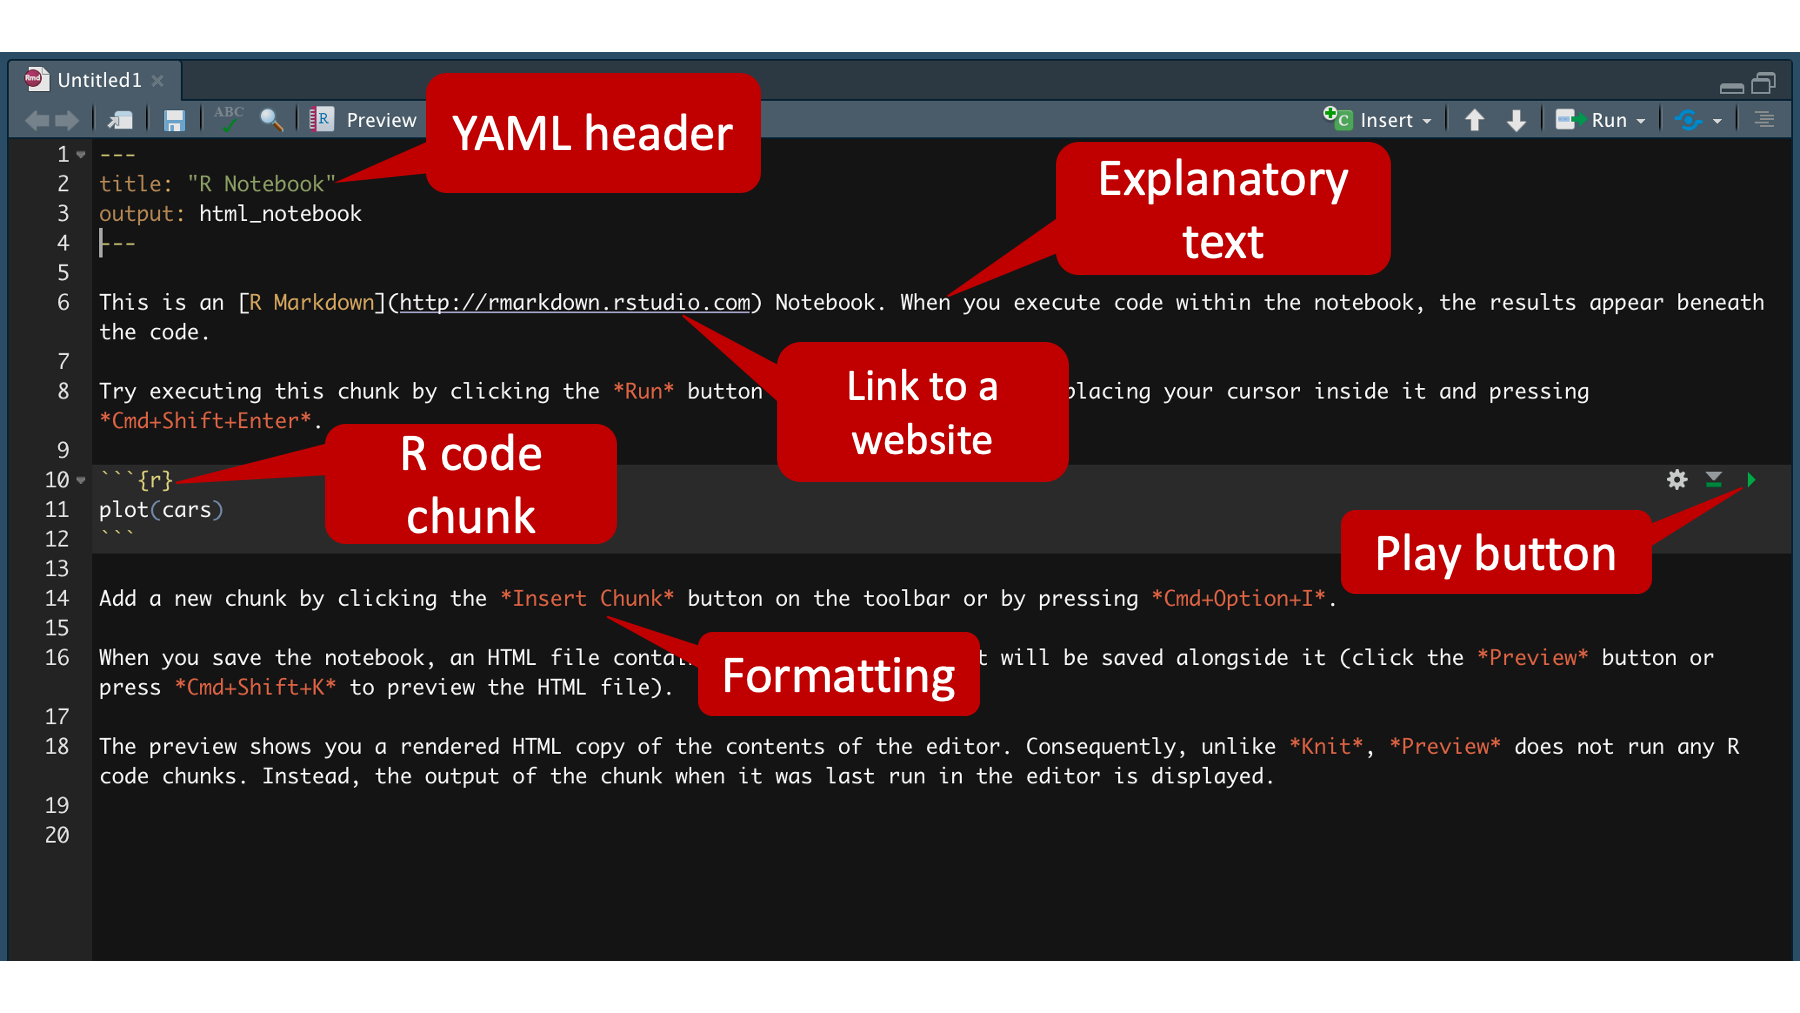 Untitled1
ABC
Preview
Insert
Run
YAML header
1 ---
2 title: "R Notebook"
3 output: html_notebook
4 ---
Explanatory
text
5
6 This is an [R Markdown](http://rmarkdown.rstudio.com) Notebook. When you execute code within the notebook, the results appear beneath
the code.
7
Link to a
website
8 Try executing this chunk by clicking the *Run* button placing your cursor inside it and pressing
*Cmd+Shift+Enter*.
9
R code
chunk
10 ```{r}
11 plot(cars)
12 ```
Play button
13
14 Add a new chunk by clicking the *Insert Chunk* button on the toolbar or by pressing *Cmd+Option+I*.
15
Formatting
16 When you save the notebook, an HTML file will be saved alongside it (click the *Preview* button or
press *Cmd+Shift+K* to preview the HTML file).
17
18 The preview shows you a rendered HTML copy of the contents of the editor. Consequently, unlike *Knit*, *Preview* does not run any R
code chunks. Instead, the output of the chunk when it was last run in the editor is displayed.
19
20